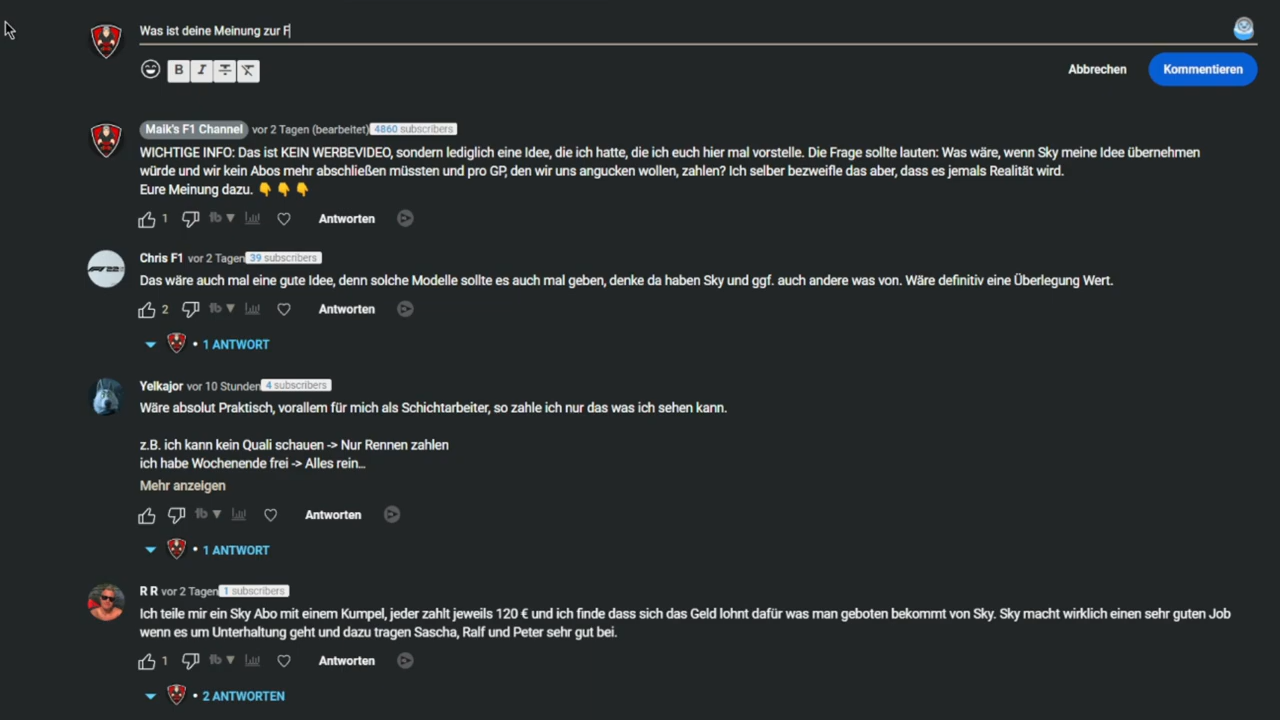 Was ist deine Meinung zur F
B I
Abbrechen Kommentieren
Maik's F1 Channel vor 2 Tagen (bearbeitet) 4860 subscribers
WICHTIGE INFO: Das ist KEIN WERBEVIDEO, sondern lediglich eine Idee, die ich hatte, die ich euch hier mal vorstelle. Die Frage sollte lauten: Was wäre, wenn Sky meine Idee übernehmen
würde und wir kein Abos mehr abschließen müssten und pro GP, den wir uns angucken wollen, zahlen? Ich selber bezweifle das aber, dass es jemals Realität wird.
Eure Meinung dazu. 👇👇👇
1 Antworten
Chris F1 vor 2 Tagen 39 subscribers
Das wäre auch mal eine gute Idee, denn solche Modelle sollte es auch mal geben, denke da haben Sky und ggf. auch andere was von. Wäre definitiv eine Überlegung Wert.
2 Antworten
• 1 ANTWORT
Yelkajor vor 10 Stunden 4 subscribers
Wäre absolut Praktisch, vorallem für mich als Schichtarbeiter, so zahle ich nur das was ich sehen kann.
z.B. ich kann kein Quali schauen -> Nur Rennen zahlen
ich habe Wochenende frei -> Alles rein...
Mehr anzeigen
Antworten
• 1 ANTWORT
R R vor 2 Tagen 1 subscribers
Ich teile mir ein Sky Abo mit einem Kumpel, jeder zahlt jeweils 120 € und ich finde dass sich das Geld lohnt dafür was man geboten bekommt von Sky. Sky macht wirklich einen sehr guten Job
wenn es um Unterhaltung geht und dazu tragen Sascha, Ralf und Peter sehr gut bei.
1 Antworten
• 2 ANTWORTEN